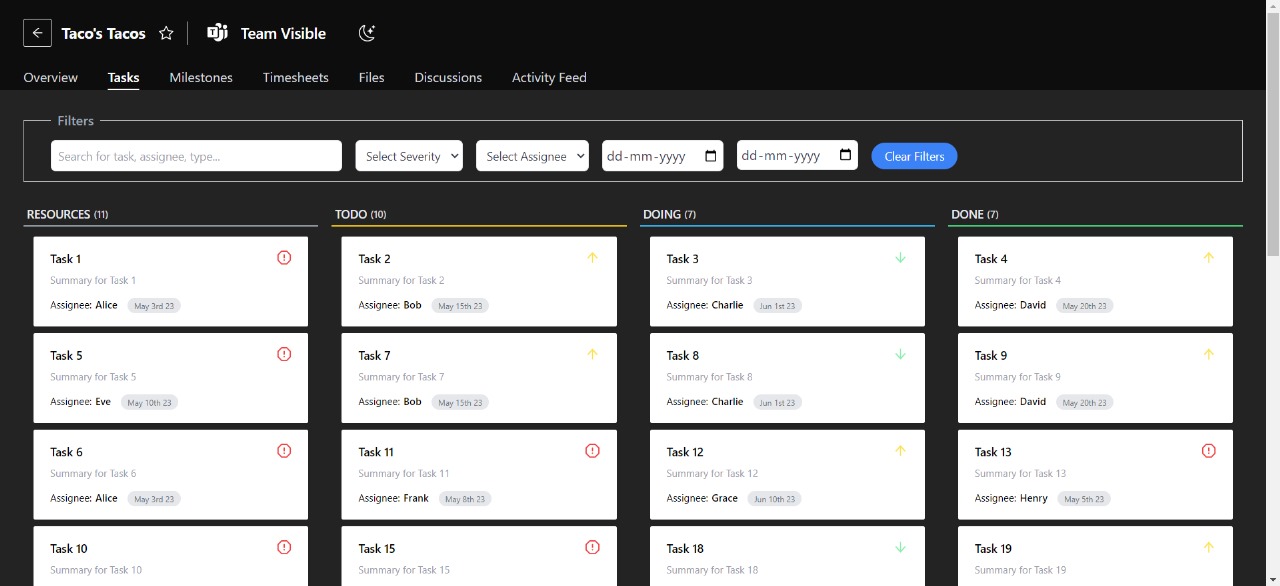 Taco's Tacos Team Visible
Overview Tasks Milestones Timesheets Files Discussions Activity Feed
Filters
Search for task, assignee, type... Select Severity Select Assignee dd-mm-yyyy dd-mm-yyyy Clear Filters
RESOURCES (11) TODO (10) DOING (7) DONE (7)
Task 1 Task 2 Task 3 Task 4
Summary for Task 1 Summary for Task 2 Summary for Task 3 Summary for Task 4
Assignee: Alice May 3rd 23 Assignee: Bob May 15th 23 Assignee: Charlie Jun 1st 23 Assignee: David May 20th 23
Task 5 Task 7 Task 8 Task 9
Summary for Task 5 Summary for Task 7 Summary for Task 8 Summary for Task 9
Assignee: Eve May 10th 23 Assignee: Bob May 15th 23 Assignee: Charlie Jun 1st 23 Assignee: David May 20th 23
Task 6 Task 11 Task 12 Task 13
Summary for Task 6 Summary for Task 11 Summary for Task 12 Summary for Task 13
Assignee: Alice May 3rd 23 Assignee: Frank May 8th 23 Assignee: Grace Jun 10th 23 Assignee: Henry May 5th 23
Task 10 Task 15 Task 18 Task 19
Summary for Task 10 Summary for Task 15 Summary for Task 18 Summary for Task 19